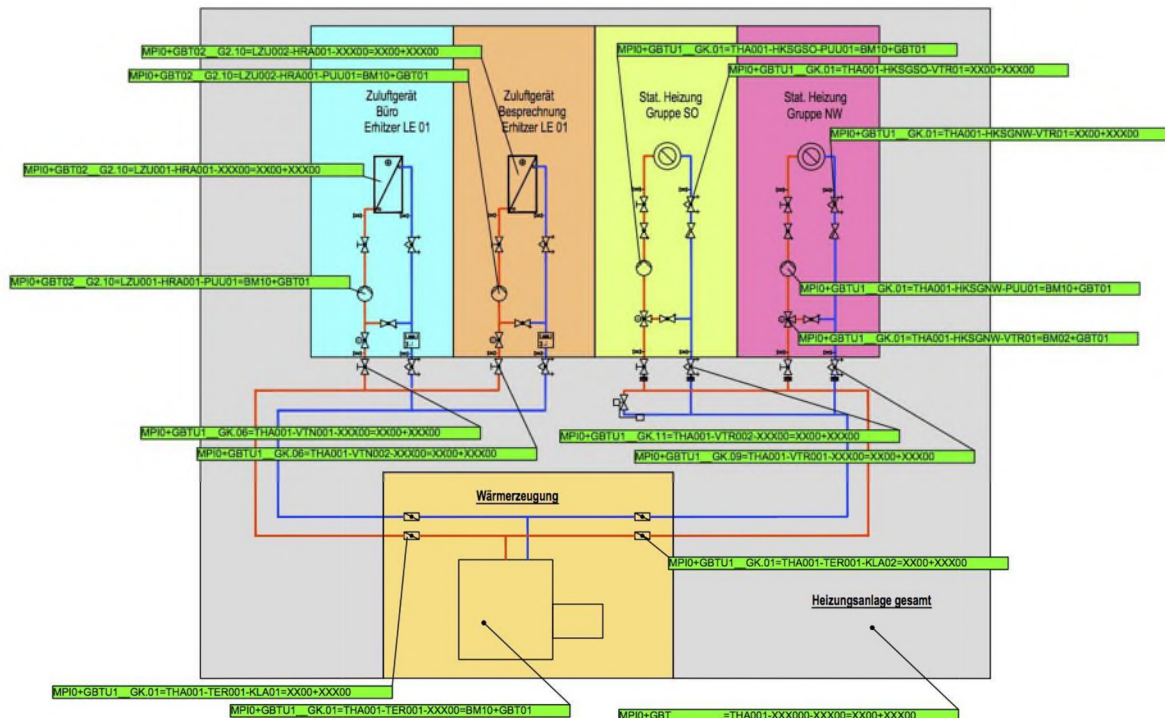 MPI0+GBT02__G2.10=LZU002-HRA001-XXX00=XX00+XXX00
MPI0+GBTU1__GK.01=THA001-HKSGSO-PUU01=BM10+GBT01
MPI0+GBT02__G2.10=LZU002-HRA001-PUU01=BM10+GBT01
MPI0+GBTU1__GK.01=THA001-HKSGSO-VTR01=XX00+XXX00
Zuluftgerät
Büro
Erhitzer LE 01
Zuluftgerät
Besprechnung
Erhitzer LE 01
Stat. Heizung
Gruppe SO
Stat. Heizung
Gruppe NW
MPI0+GBTU1__GK.01=THA001-HKSGNW-VTR01=XX00+XXX00
MPI0+GBT02__G2.10=LZU001-HRA001-XXX00=XX00+XXX00
MPI0+GBT02__G2.10=LZU001-HRA001-PUU01=BM10+GBT01
MPI0+GBTU1__GK.01=THA001-HKSGNW-PUU01=BM10+GBT01
MPI0+GBTU1__GK.01=THA001-HKSGNW-VTR01=BM02+GBT01
MPI0+GBTU1__GK.06=THA001-VTN001-XXX00=XX00+XXX00
MPI0+GBTU1__GK.11=THA001-VTR002-XXX00=XX00+XXX00
MPI0+GBTU1__GK.06=THA001-VTN002-XXX00=XX00+XXX00
MPI0+GBTU1__GK.09=THA001-VTR001-XXX00=XX00+XXX00
Wärmerzeugung
MPI0+GBTU1__GK.01=THA001-TER001-KLA02=XX00+XXX00
Heizungsanlage gesamt
MPI0+GBTU1__GK.01=THA001-TER001-KLA01=XX00+XXX00
MPI0+GBTU1__GK.01=THA001-TER001-XXX00=BM10+GBT01
MPI0+GBT________=THA001-XXX000-XXX00=XX00+XXX00